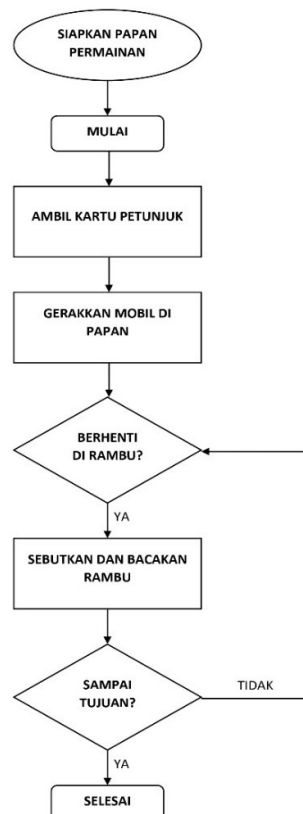 SIAPKAN PAPAN
PERMAINAN
MULAI
AMBIL KARTU PETUNJUK
GERAKKAN MOBIL DI
PAPAN
BERHENTI
DI RAMBU?
YA
SEBUTKAN DAN BACAKAN
RAMBU
SAMPAI
TUJUAN?
TIDAK
YA
SELESAI